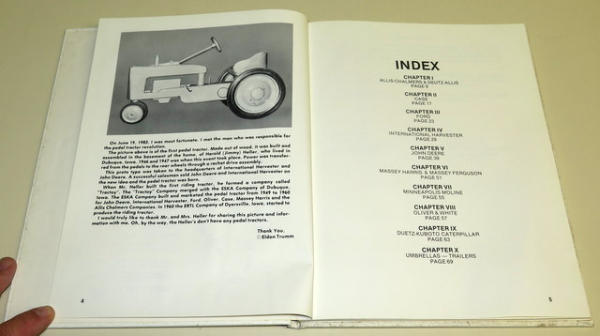 On June 19, 1982, I was most fortunate. I met the man who was responsible for
the pedal tractor revolution.
The picture above is of the first pedal tractor. Made out of wood, it was built and
assembled in the basement of the home, of Harold (Jimmy) Heller, who lived in
Dubuque, Iowa. 1946 and 1947 was when this event took place. Power was transfer-
red from the pedals to the rear wheels through a rachet drive assembly.
This proto type was taken to the headquarters of International Harvester and
John Deere. A successful salesman sold John Deere and International Harvester on
the new idea and the pedal tractor was born.
When Mr. Heller built the first riding tractor, he formed a company called
"Tractoy". The "Tractoy" Company merged with the ESKA Company of Dubuque,
Iowa. The ESKA Company built and marketed the pedal tractor from 1949 to 1960
for John Deere, International Harvester, Ford, Oliver, Case, Massey Harris and the
Allis Chalmers Companies. In 1960 the ERTL Company of Dyersville, Iowa, started to
produce the riding tractor.
I would truly like to thank Mr. and Mrs. Heller for sharing this picture and infor-
mation with me. Oh, by the way, the Heller's don't have any pedal tractors.
Thank You,
©Eldon Trumm
4
INDEX
CHAPTER I
ALLIS-CHALMERS & DEUTZ-ALLIS
PAGE 9
CHAPTER II
CASE
PAGE 17
CHAPTER III
FORD
PAGE 23
CHAPTER IV
INTERNATIONAL HARVESTER
PAGE 29
CHAPTER V
JOHN DEERE
PAGE 39
CHAPTER VI
MASSEY HARRIS & MASSEY FERGUSON
PAGE 51
CHAPTER VII
MINNEAPOLIS MOLINE
PAGE 55
CHAPTER VIII
OLIVER & WHITE
PAGE 57
CHAPTER IX
DUETZ-KUBOTO CATERPILLAR
PAGE 63
CHAPTER X
UMBRELLAS — TRAILERS
PAGE 69
5